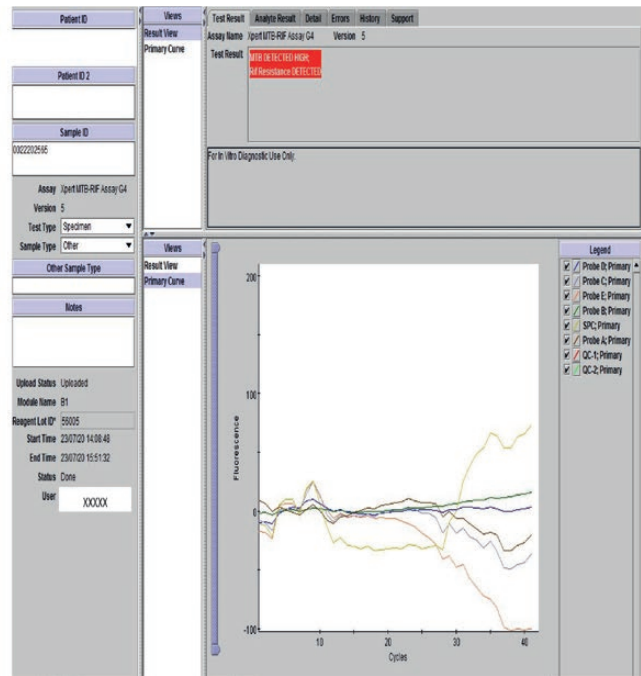 Patient ID
Patient ID 2
Sample ID
0322202565
Assay Xpert MTB-RIF Assay G4
Version 5
Test Type Specimen
Sample Type Other
Other Sample Type
Notes
Upload Status Uploaded
Module Name B1
Reagent Lot ID* 56005
Start Time 23/07/20 14:08:48
End Time 23/07/20 15:51:32
Status Done
User XXXXX
Views
Result View
Primary Curve
Test Result Analyte Result Detail Errors History Support
Assay Name Xpert MTB-RIF Assay G4 Version 5
Test Result MTB DETECTED HIGH;
Rif Resistance DETECTED
For In Vitro Diagnostic Use Only.
Views
Result View
Primary Curve
200
100
0
-100
Fluorescence
10 20 30 40
Cycles
Legend
Probe D; Primary
Probe C; Primary
Probe E; Primary
Probe B; Primary
SPC; Primary
Probe A; Primary
QC-1; Primary
QC-2; Primary